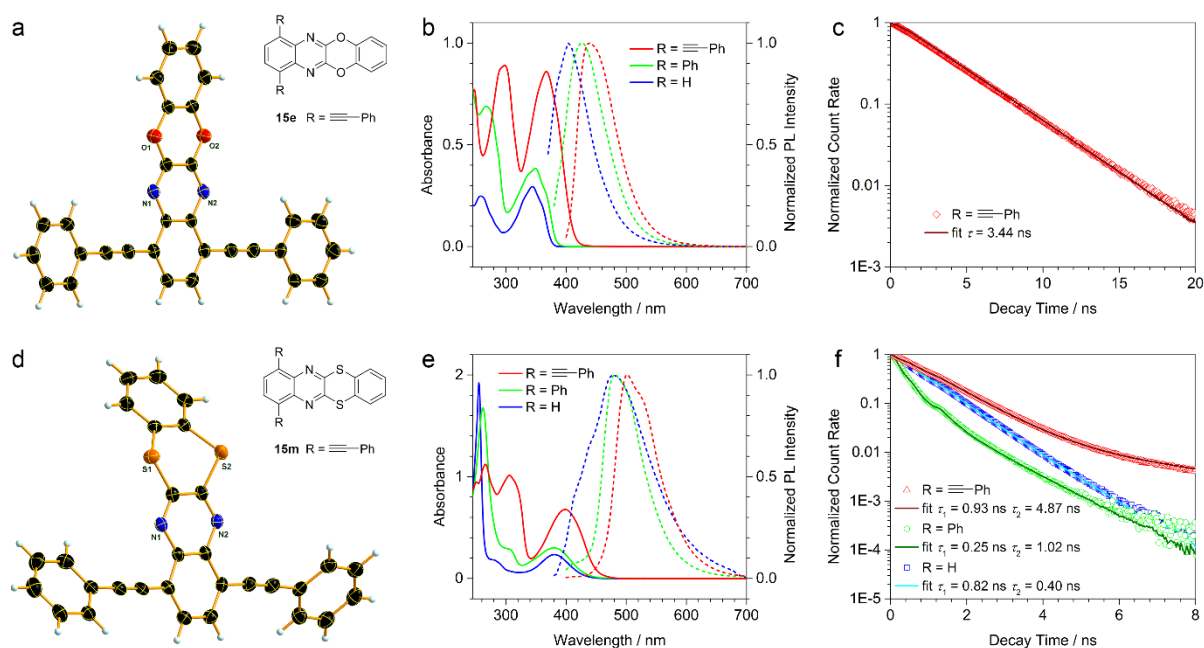 a
R
N
O
N
O
R
15e R = ≡—Ph
O1
O2
N1
N2
b
R = ≡—Ph
R = Ph
R = H
1.0
0.5
0.0
Absorbance
1.0
0.5
0.0
Normalized PL Intensity
300 400 500 600 700
Wavelength / nm
c
1
0.1
0.01
1E-3
Normalized Count Rate
R = ≡—Ph
fit τ = 3.44 ns
0 5 10 15 20
Decay Time / ns
d
R
N
S
N
S
R
15m R = ≡—Ph
S1
S2
N1
N2
e
R = ≡—Ph
R = Ph
R = H
2
1
0
Absorbance
1.0
0.5
0.0
Normalized PL Intensity
300 400 500 600 700
Wavelength / nm
f
1
0.1
0.01
1E-3
1E-4
1E-5
Normalized Count Rate
R = ≡—Ph
fit τ1 = 0.93 ns τ2 = 4.87 ns
R = Ph
fit τ1 = 0.25 ns τ2 = 1.02 ns
R = H
fit τ1 = 0.82 ns τ2 = 0.40 ns
0 2 4 6 8
Decay Time / ns